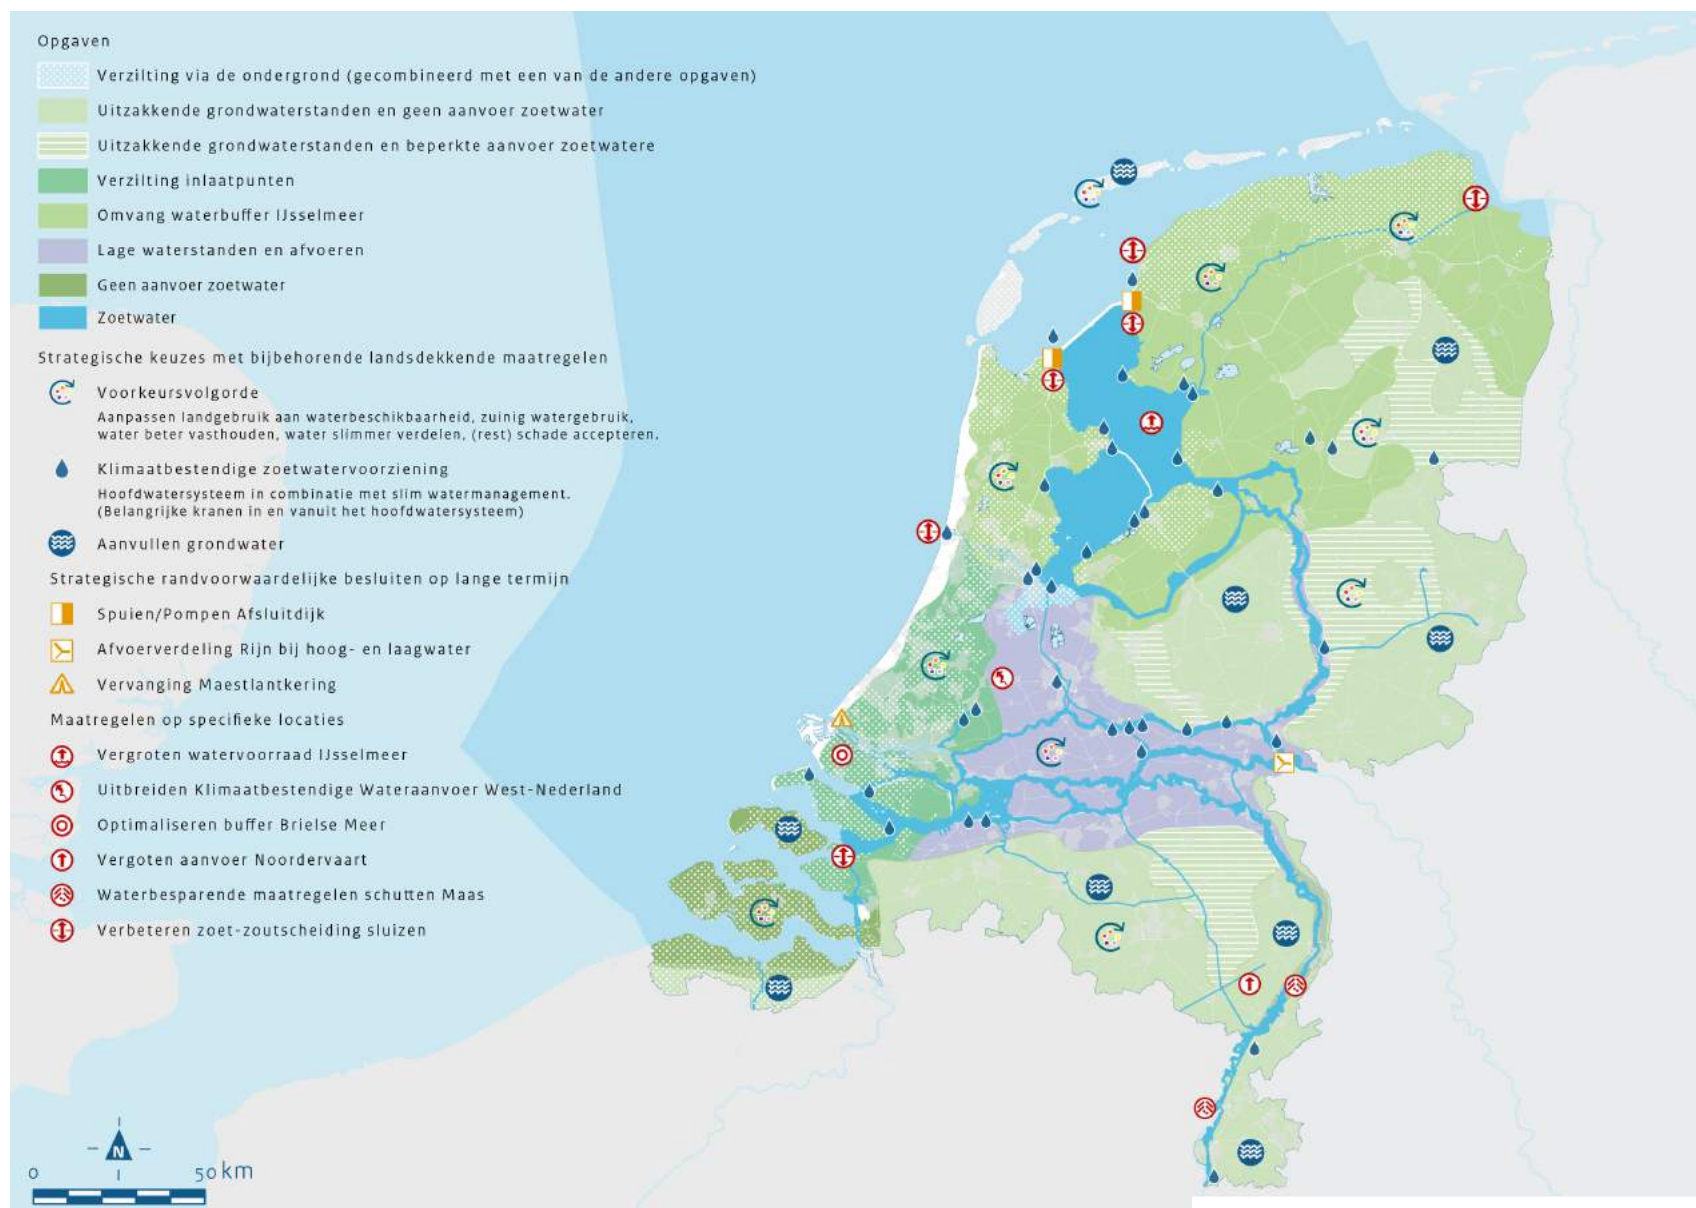 Opgaven
Verzilting via de ondergrond (gecombineerd met een van de andere opgaven)
Uitzakkende grondwaterstanden en geen aanvoer zoetwater
Uitzakkende grondwaterstanden en beperkte aanvoer zoetwatere
Verzilting inlaatpunten
Omvang waterbuffer IJsselmeer
Lage waterstanden en afvoeren
Geen aanvoer zoetwater
Zoetwater
Strategische keuzes met bijbehorende landsdekkende maatregelen
Voorkeursvolgorde
Aanpassen landgebruik aan waterbeschikbaarheid, zuinig watergebruik,
water beter vasthouden, water slimmer verdelen, (rest) schade accepteren.
Klimaatbestendige zoetwatervoorziening
Hoofdwatersysteem in combinatie met slim watermanagement.
(Belangrijke kranen in en vanuit het hoofdwatersysteem)
Aanvullen grondwater
Strategische randvoorwaardelijke besluiten op lange termijn
Spuien/Pompen Afsluitdijk
Afvoerverdeling Rijn bij hoog- en laagwater
Vervanging Maestlantkering
Maatregelen op specifieke locaties
Vergroten watervoorraad IJsselmeer
Uitbreiden Klimaatbestendige Wateraanvoer West-Nederland
Optimaliseren buffer Brielse Meer
Vergoten aanvoer Noordervaart
Waterbesparende maatregelen schutten Maas
Verbeteren zoet-zoutscheiding sluizen
N
0 50 km